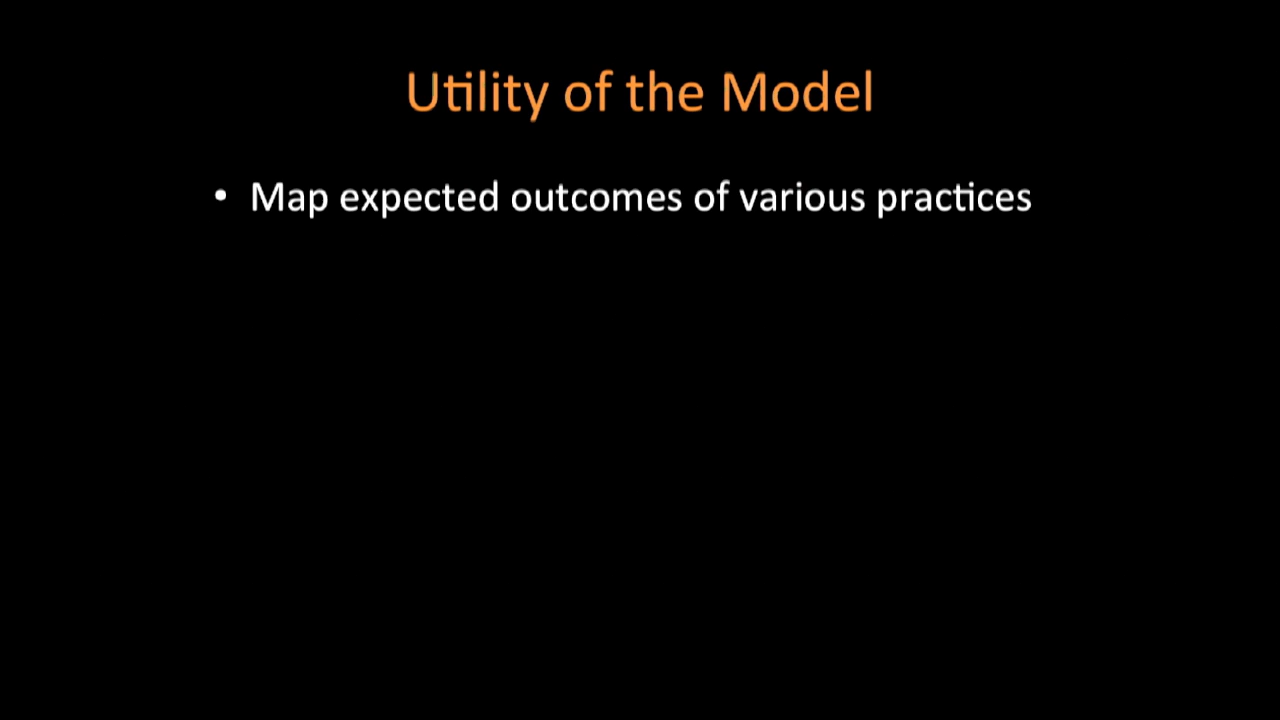 Utility of the Model
• Map expected outcomes of various practices